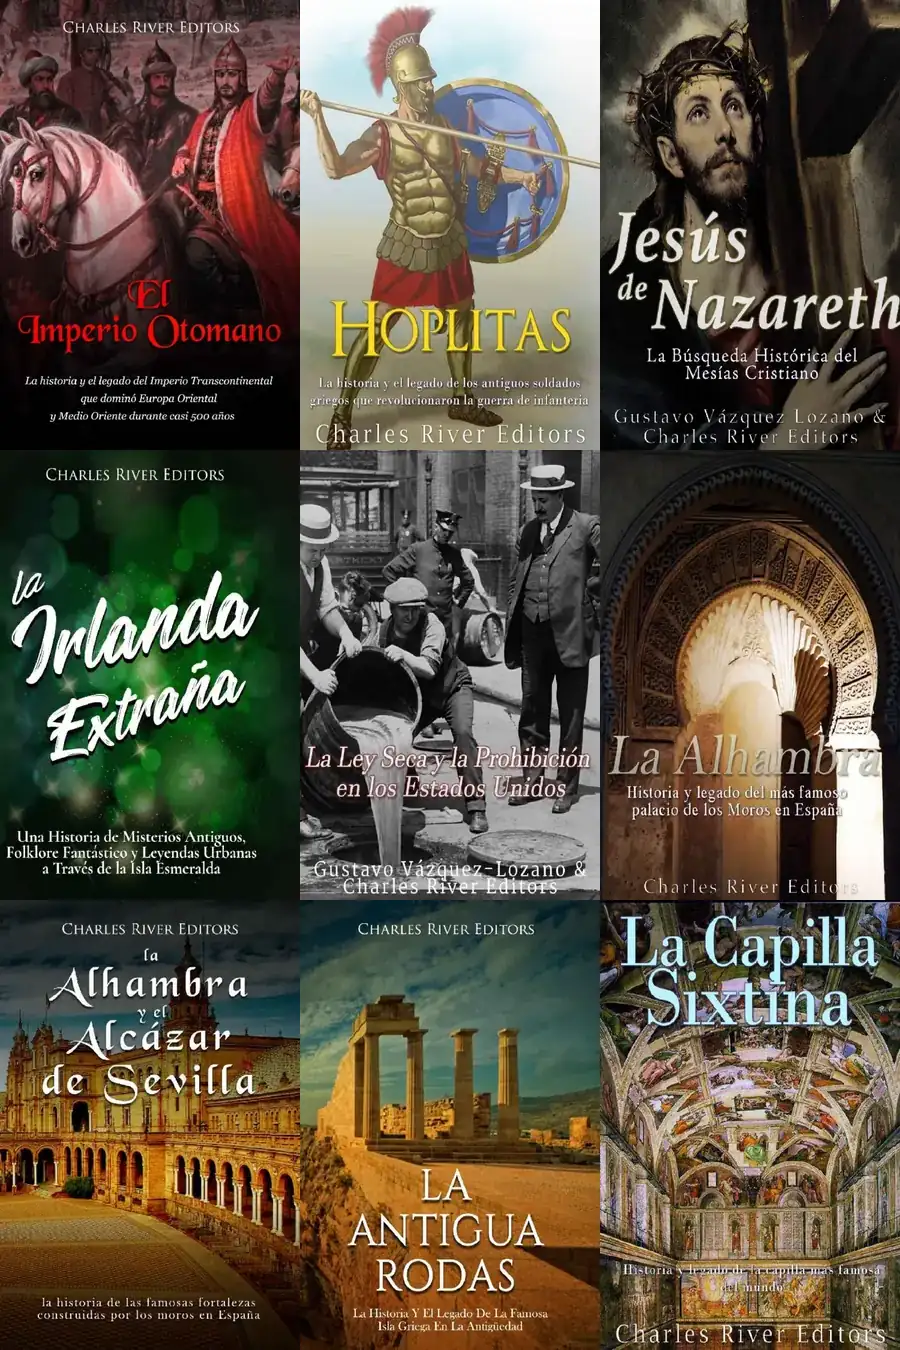 CHARLES RIVER EDITORS
El
Imperio Otomano
La historia y el legado del Imperio Transcontinental
que dominó Europa Oriental
y Medio Oriente durante casi 500 años
HOPLITAS
La historia y el legado de los antiguos soldados
griegos que revolucionaron la guerra de infantería
Charles River Editors
Jesús
de Nazareth
La Búsqueda Histórica del
Mesías Cristiano
Gustavo Vázquez Lozano &
Charles River Editors
CHARLES RIVER EDITORS
la
Irlanda
Extraña
Una Historia de Misterios Antiguos,
Folklore Fantástico y Leyendas Urbanas
a Través de la Isla Esmeralda
La Ley Seca y la Prohibición
en los Estados Unidos
Gustavo Vázquez-Lozano &
Charles River Editors
La Alhambra
Historia y legado del más famoso
palacio de los Moros en España
Charles River Editors
CHARLES RIVER EDITORS
la
Alhambra
y el
Alcázar
de Sevilla
la historia de las famosas fortalezas
construidas por los moros en España
CHARLES RIVER EDITORS
LA
ANTIGUA
RODAS
La Historia Y El Legado De La Famosa
Isla Griega En La Antigüedad
La Capilla
Sixtina
Historia y legado de la capilla más famosa
del mundo
Charles River Editors